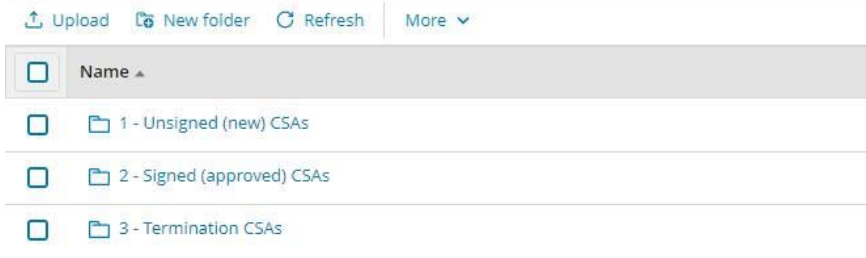 Upload New folder Refresh More
Name
1 - Unsigned (new) CSAs
2 - Signed (approved) CSAs
3 - Termination CSAs